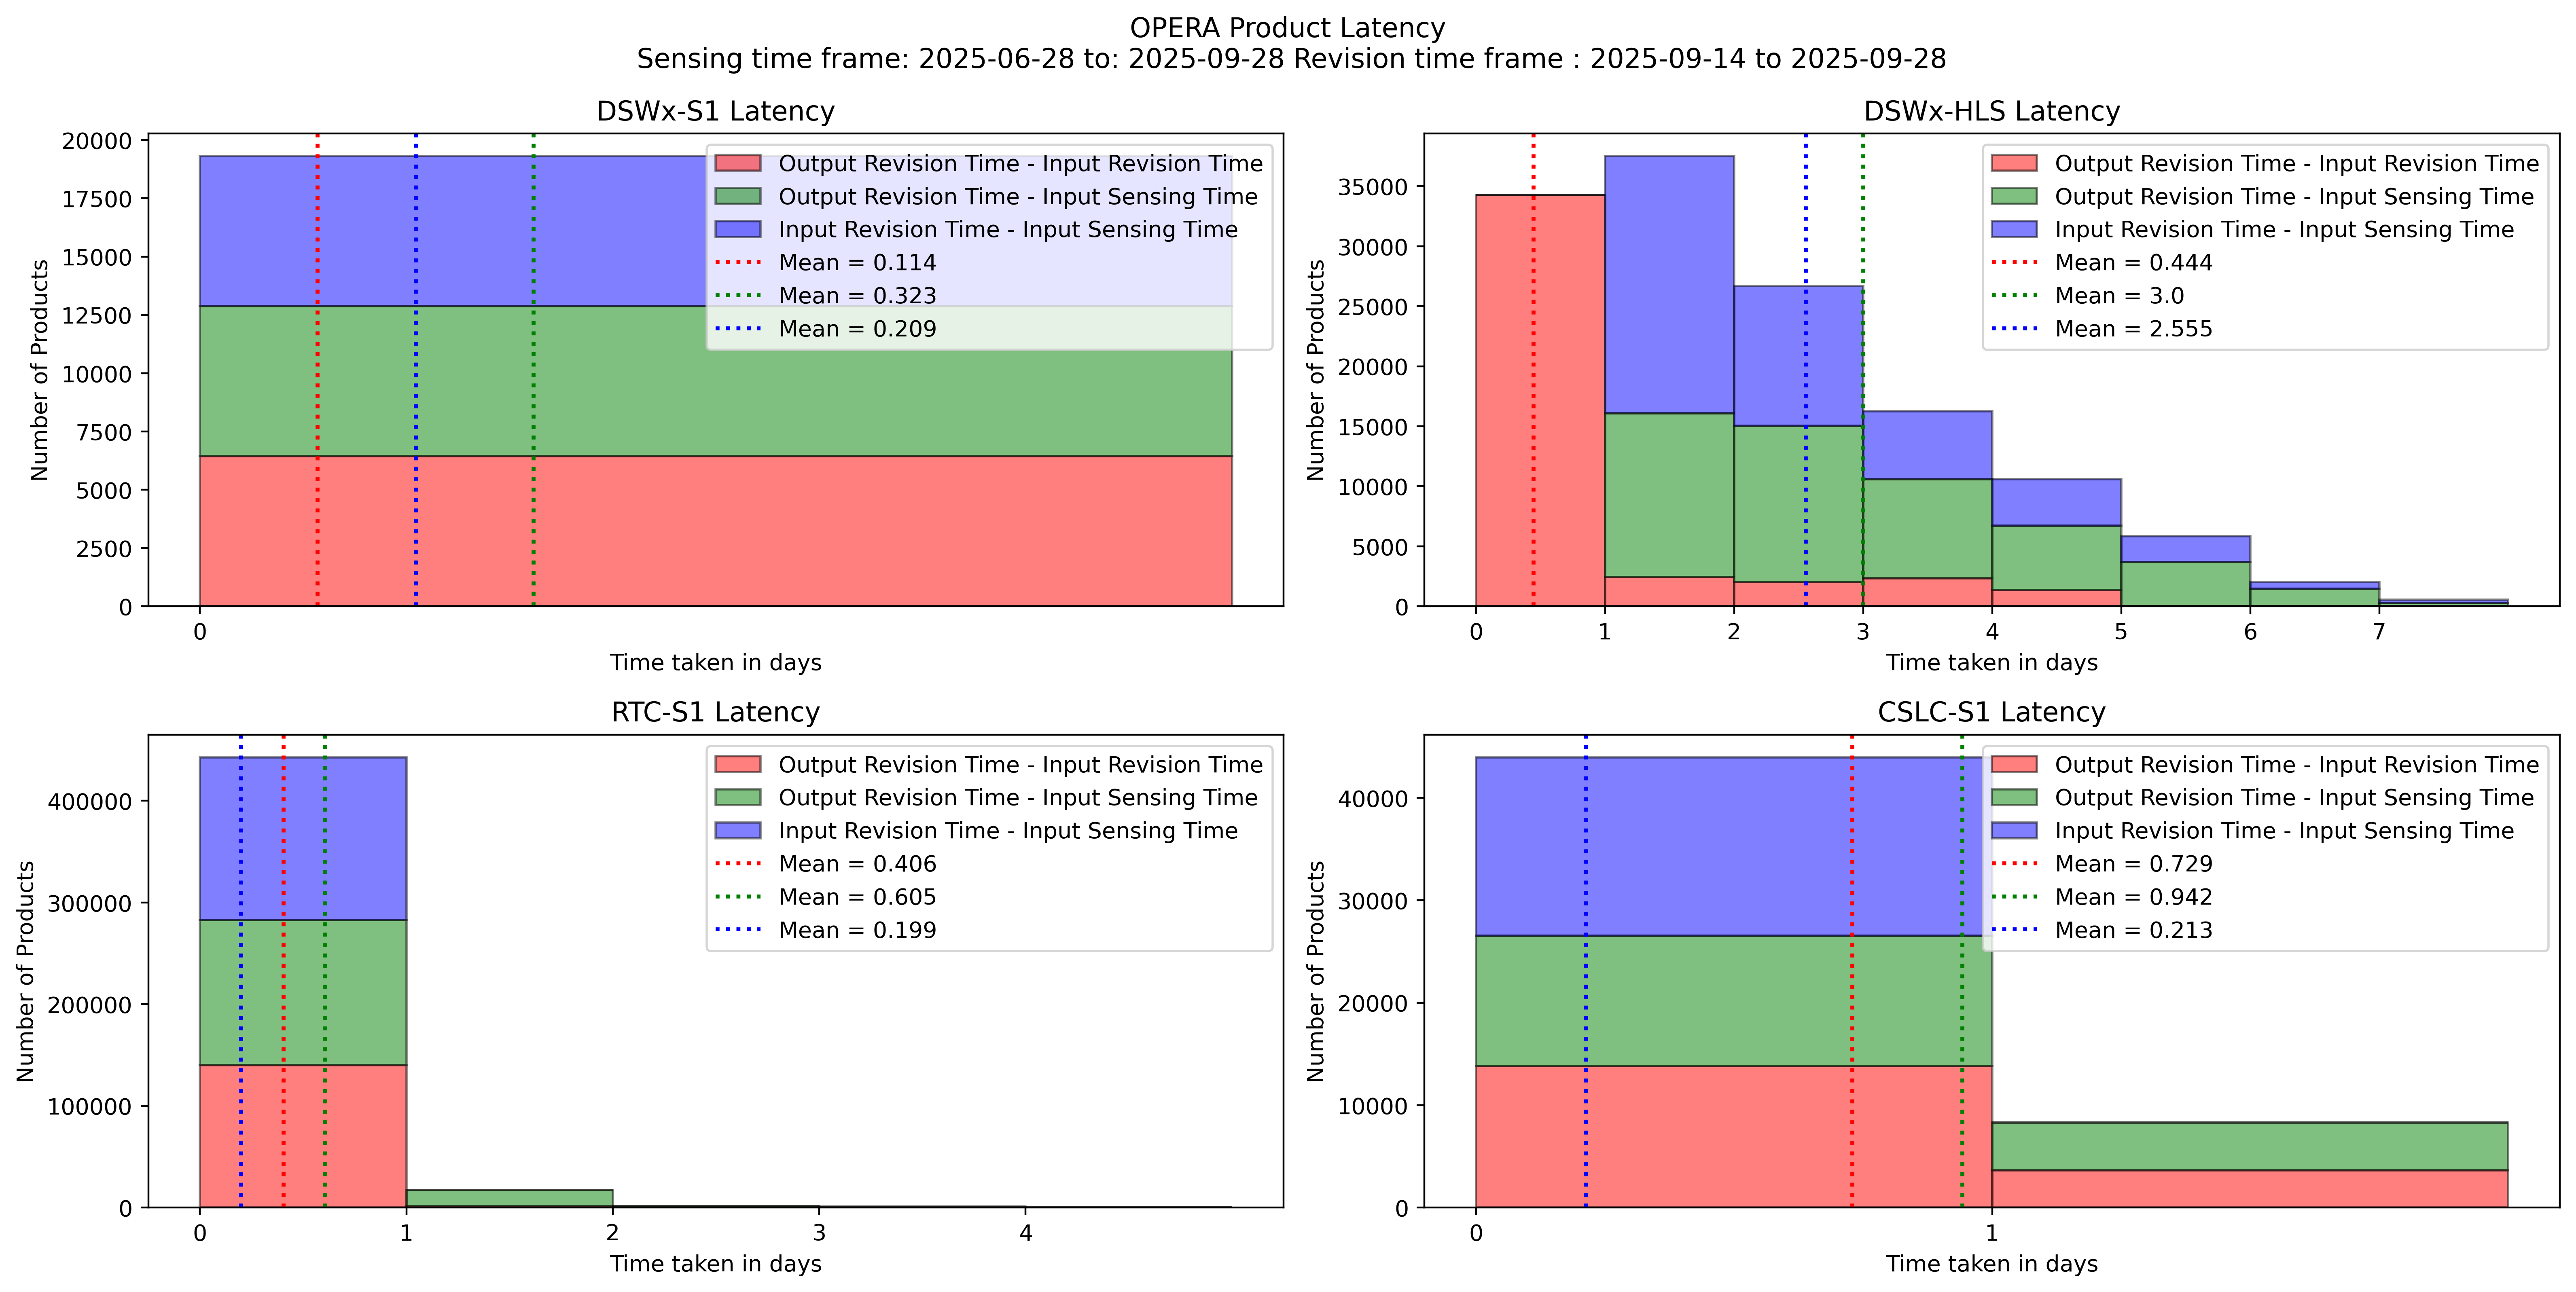 OPERA Product Latency
Sensing time frame: 2025-06-28 to: 2025-09-28 Revision time frame : 2025-09-14 to 2025-09-28
DSWx-S1 Latency
20000
17500
15000
12500
10000
7500
5000
2500
0
Number of Products
Output Revision Time - Input Revision Time
Output Revision Time - Input Sensing Time
Input Revision Time - Input Sensing Time
Mean = 0.114
Mean = 0.323
Mean = 0.209
0
Time taken in days
DSWx-HLS Latency
35000
30000
25000
20000
15000
10000
5000
0
Number of Products
Output Revision Time - Input Revision Time
Output Revision Time - Input Sensing Time
Input Revision Time - Input Sensing Time
Mean = 0.444
Mean = 3.0
Mean = 2.555
0 1 2 3 4 5 6 7
Time taken in days
RTC-S1 Latency
400000
300000
200000
100000
0
Number of Products
Output Revision Time - Input Revision Time
Output Revision Time - Input Sensing Time
Input Revision Time - Input Sensing Time
Mean = 0.406
Mean = 0.605
Mean = 0.199
0 1 2 3 4
Time taken in days
CSLC-S1 Latency
40000
30000
20000
10000
0
Number of Products
Output Revision Time - Input Revision Time
Output Revision Time - Input Sensing Time
Input Revision Time - Input Sensing Time
Mean = 0.729
Mean = 0.942
Mean = 0.213
0 1
Time taken in days